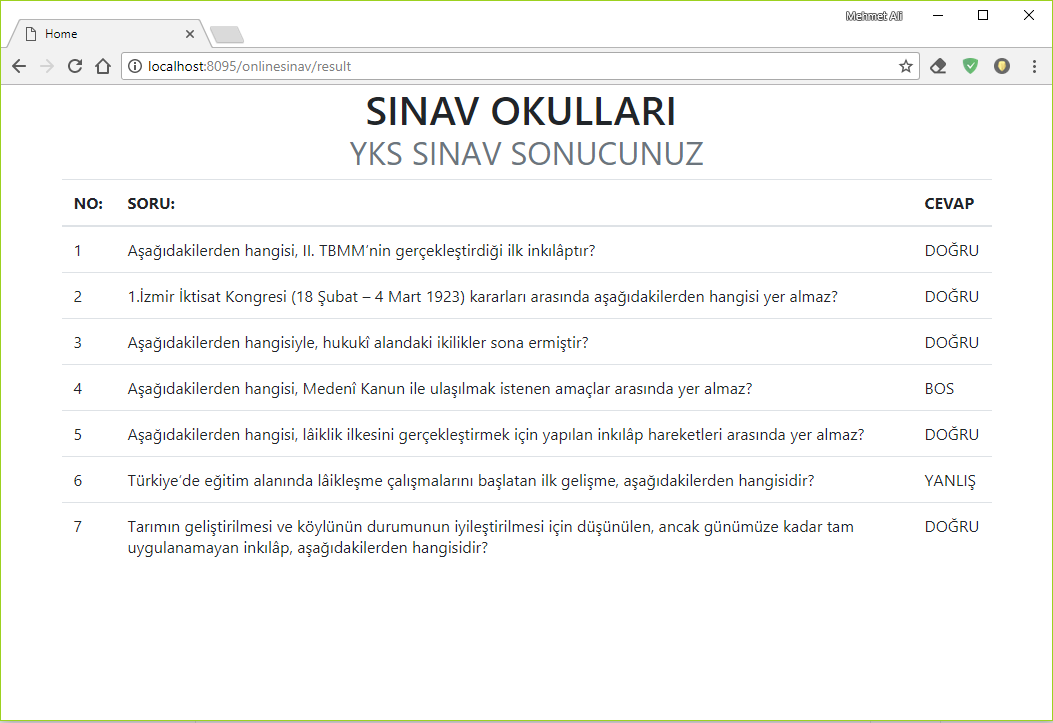 Mehmet Ali
Home
localhost:8095/onlinesinav/result
SINAV OKULLARI
YKS SINAV SONUCUNUZ
NO: SORU: CEVAP
1 Aşağıdakilerden hangisi, II. TBMM’nin gerçekleştirdiği ilk inkılâptır? DOĞRU
2 1.İzmir İktisat Kongresi (18 Şubat – 4 Mart 1923) kararları arasında aşağıdakilerden hangisi yer almaz? DOĞRU
3 Aşağıdakilerden hangisiyle, hukukî alandaki ikilikler sona ermiştir? DOĞRU
4 Aşağıdakilerden hangisi, Medenî Kanun ile ulaşılmak istenen amaçlar arasında yer almaz? BOS
5 Aşağıdakilerden hangisi, lâiklik ilkesini gerçekleştirmek için yapılan inkılâp hareketleri arasında yer almaz? DOĞRU
6 Türkiye’de eğitim alanında lâikleşme çalışmalarını başlatan ilk gelişme, aşağıdakilerden hangisidir? YANLIŞ
7 Tarımın geliştirilmesi ve köylünün durumunun iyileştirilmesi için düşünülen, ancak günümüze kadar tam DOĞRU
uygulanamayan inkılâp, aşağıdakilerden hangisidir?